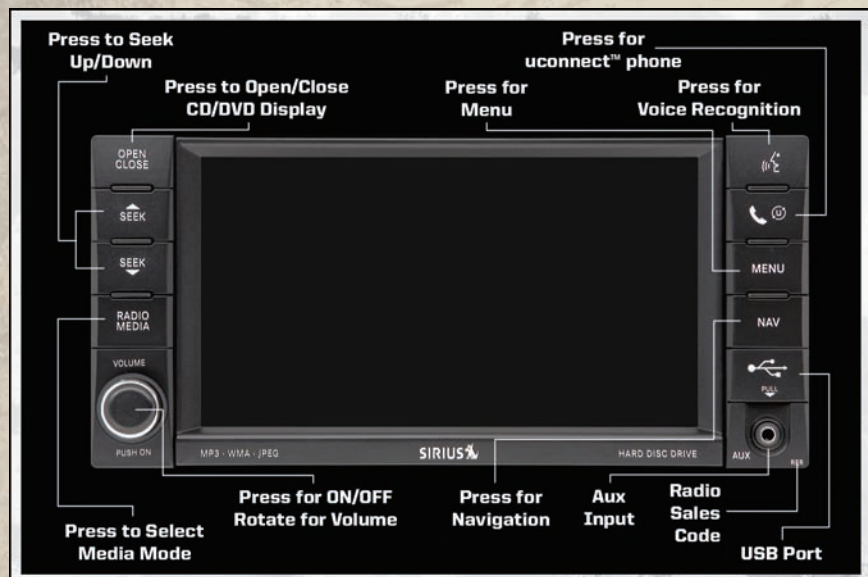 Press to Seek
Up/Down
Press to Open/Close
CD/DVD Display
Press for
Menu
Press for
uconnect™ phone
Press for
Voice Recognition
OPEN
CLOSE
SEEK
SEEK
RADIO
MEDIA
VOLUME
PUSH ON
MP3 · WMA · JPEG
SIRIUS
HARD DISC DRIVE
U
MENU
NAV
PULL
AUX
RER
Press to Select
Media Mode
Press for ON/OFF
Rotate for Volume
Press for
Navigation
Aux
Input
Radio
Sales
Code
USB Port